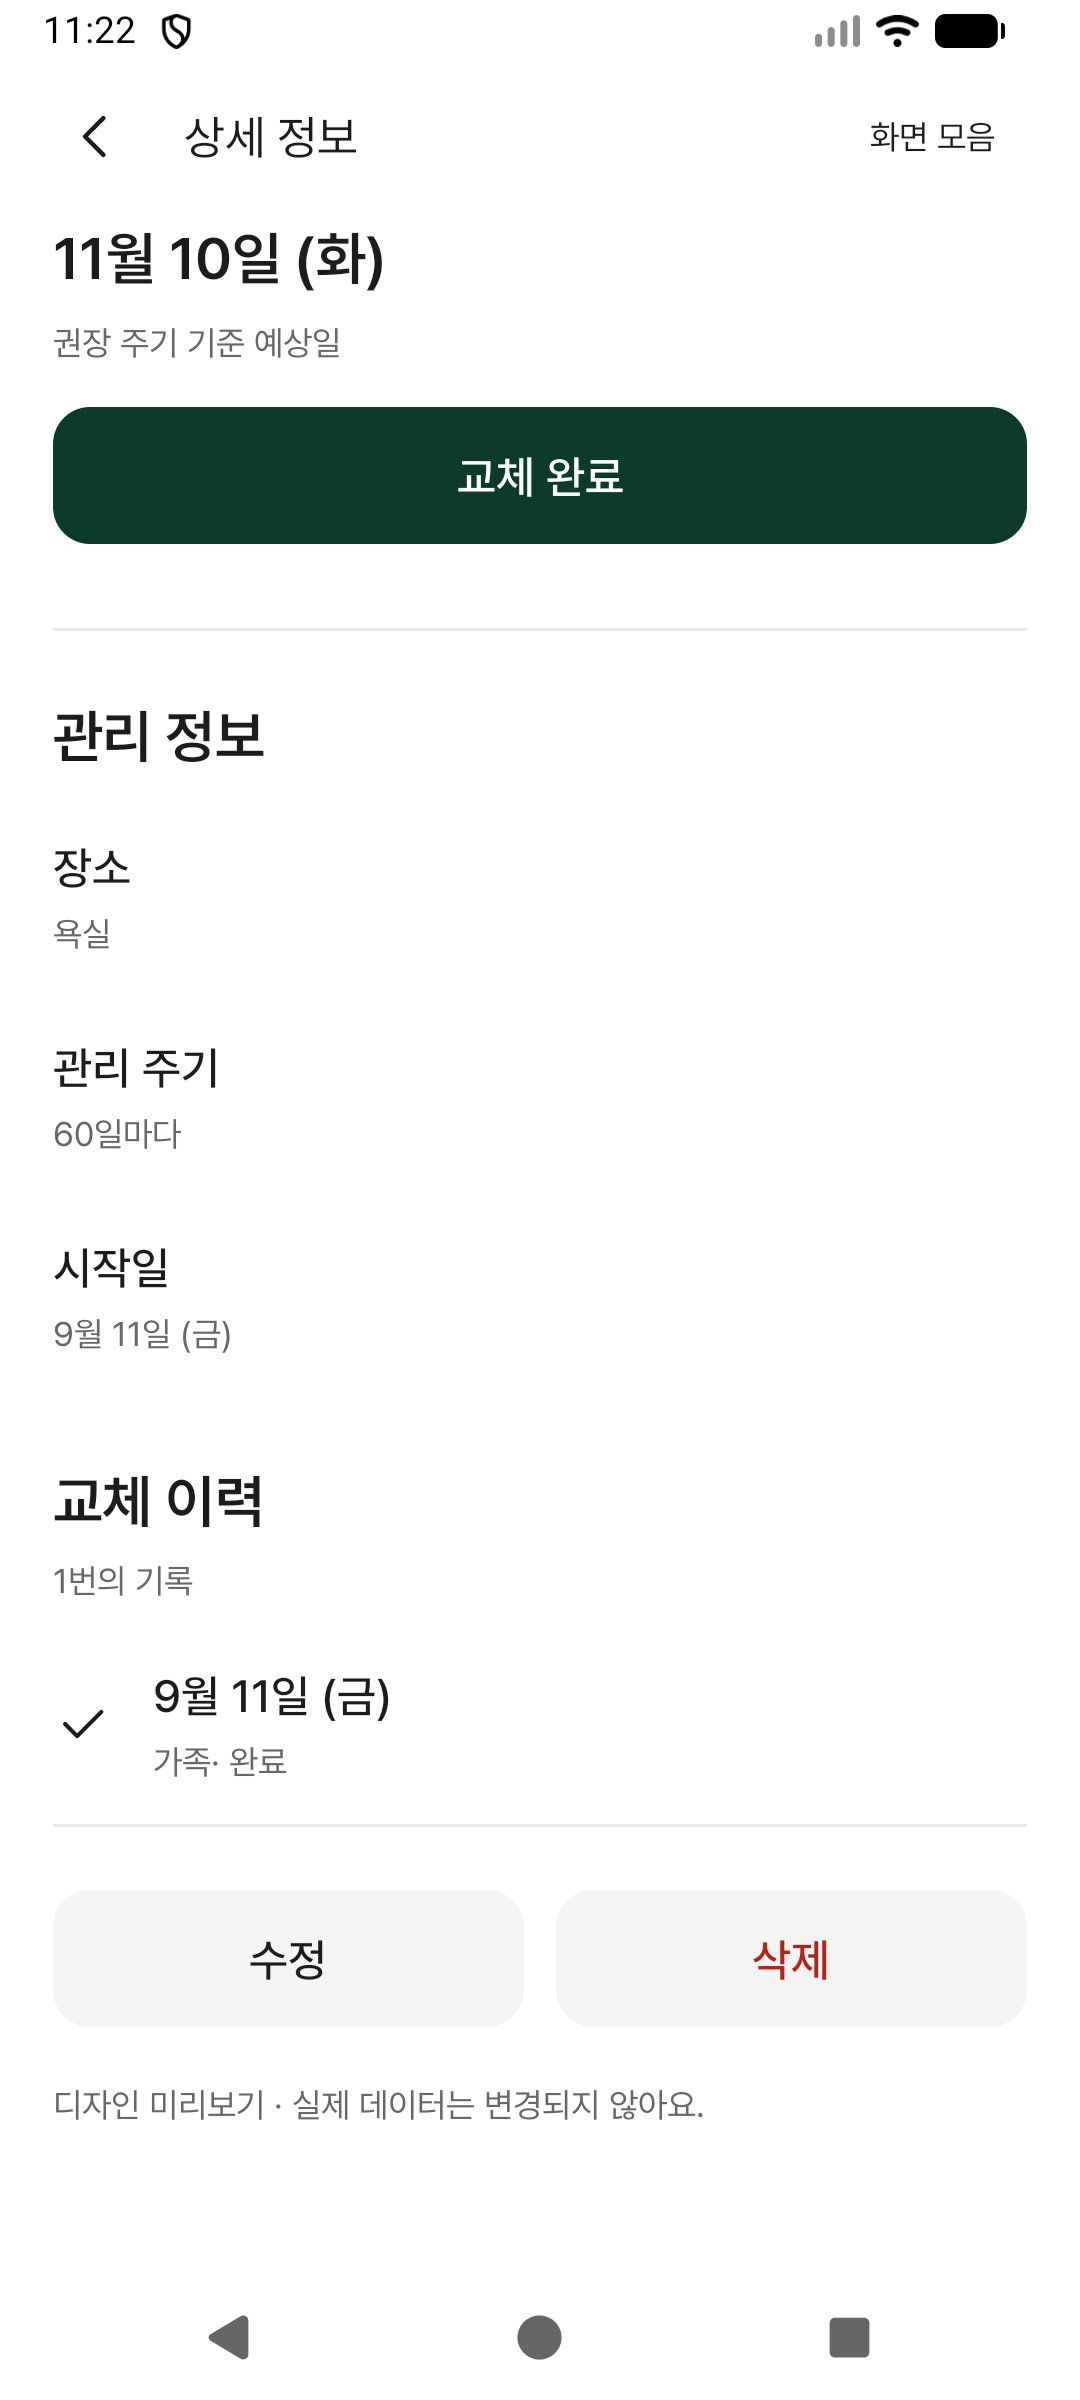 11:22
상세 정보
화면 모음
11월 10일 (화)
권장 주기 기준 예상일
교체 완료
관리 정보
장소
욕실
관리 주기
60일마다
시작일
9월 11일 (금)
교체 이력
1번의 기록
9월 11일 (금)
가족· 완료
수정
삭제
디자인 미리보기 · 실제 데이터는 변경되지 않아요.